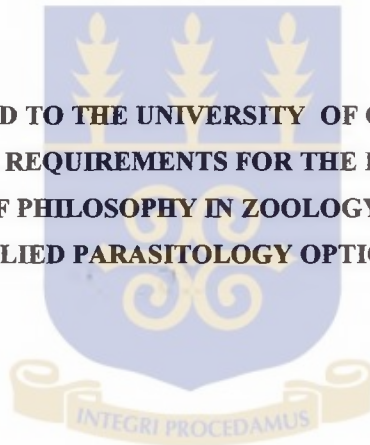 D TO THE UNIVERSITY OF
REQUIREMENTS FOR THE
F PHILOSOPHY IN ZOOLOGY
LIED PARASITOLOGY OPTIO
INTEGRI PROCEDAMUS